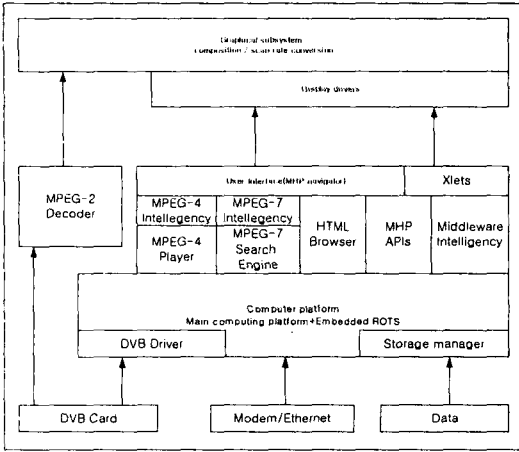 Graphical subsystem
composition / scan rate conversion
Display drivers
MPEG-2
Decoder
User Interface(MHP navigator)
Xlets
MPEG-4
Intellegency
MPEG-7
Intellegency
HTML
Browser
MHP
APIs
Middleware
Intelligency
MPEG-4
Player
MPEG-7
Search
Engine
Computer platform
Main computing platform+Embedded ROTS
DVB Driver
Storage manager
DVB Card
Modem/Ethernet
Data